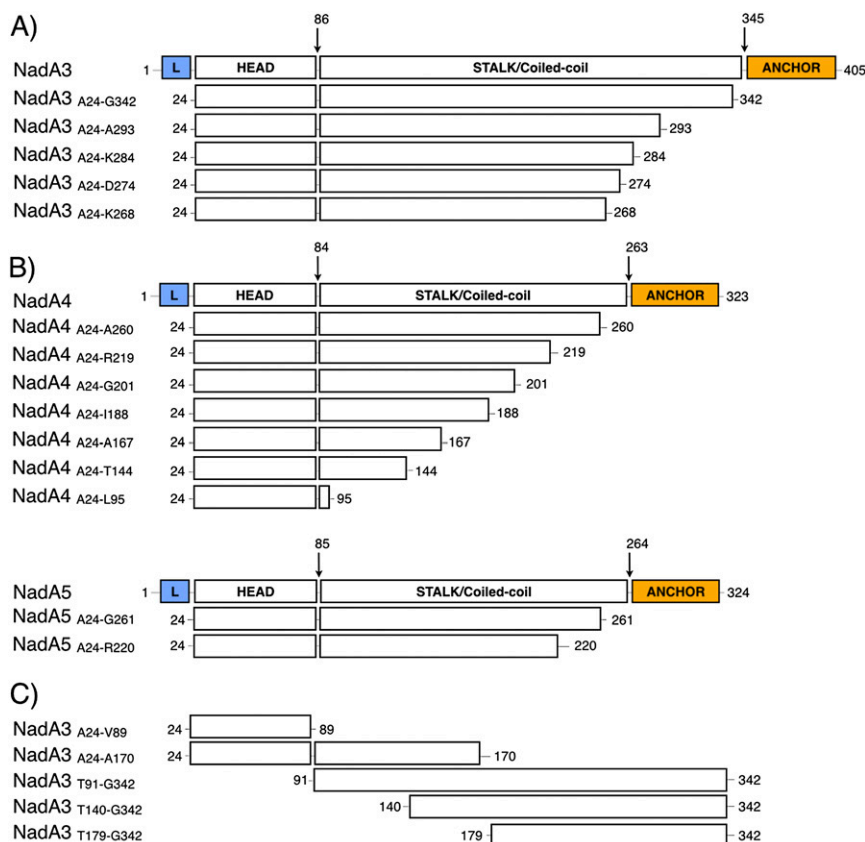 A)
86 345
NadA3 1 L HEAD STALK/Coiled-coil ANCHOR 405
NadA3 A24-G342 24 342
NadA3 A24-A293 24 293
NadA3 A24-K284 24 284
NadA3 A24-D274 24 274
NadA3 A24-K268 24 268
B)
84 263
NadA4 1 L HEAD STALK/Coiled-coil ANCHOR 323
NadA4 A24-A260 24 260
NadA4 A24-R219 24 219
NadA4 A24-G201 24 201
NadA4 A24-I188 24 188
NadA4 A24-A167 24 167
NadA4 A24-T144 24 144
NadA4 A24-L95 24 95
85 264
NadA5 1 L HEAD STALK/Coiled-coil ANCHOR 324
NadA5 A24-G261 24 261
NadA5 A24-R220 24 220
C)
NadA3 A24-V89 24 89
NadA3 A24-A170 24 170
NadA3 T91-G342 91 342
NadA3 T140-G342 140 342
NadA3 T179-G342 179 342